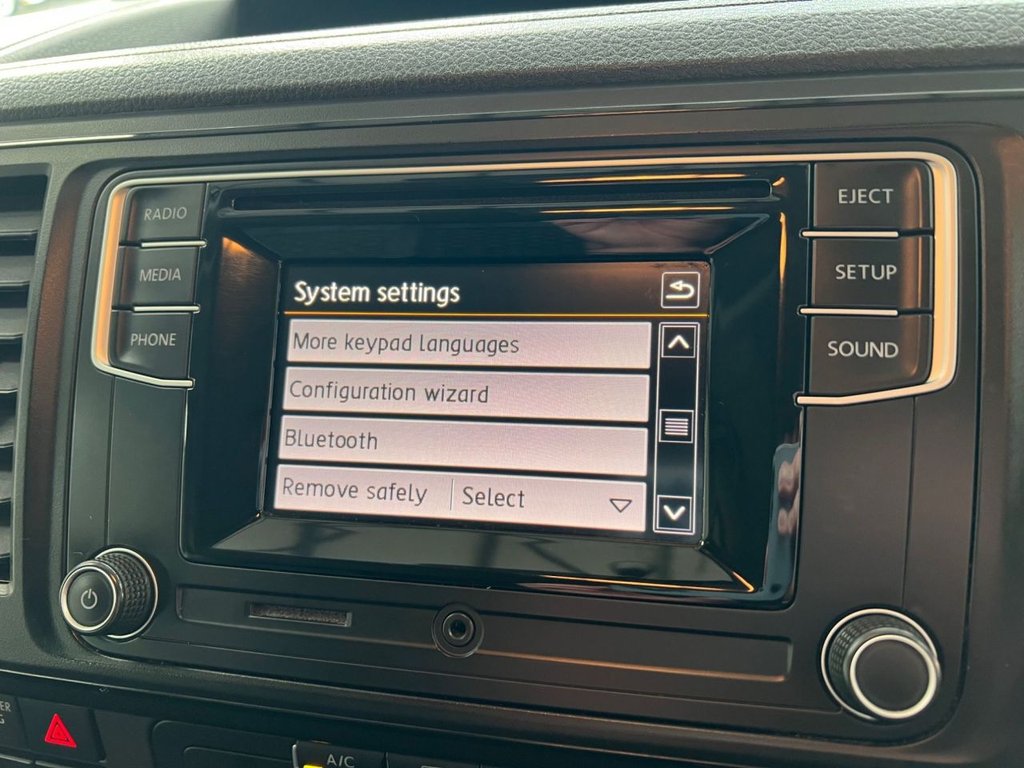 RADIO
MEDIA
PHONE
System settings
More keypad languages
Configuration wizard
Bluetooth
Remove safely Select
EJECT
SETUP
SOUND
A/C